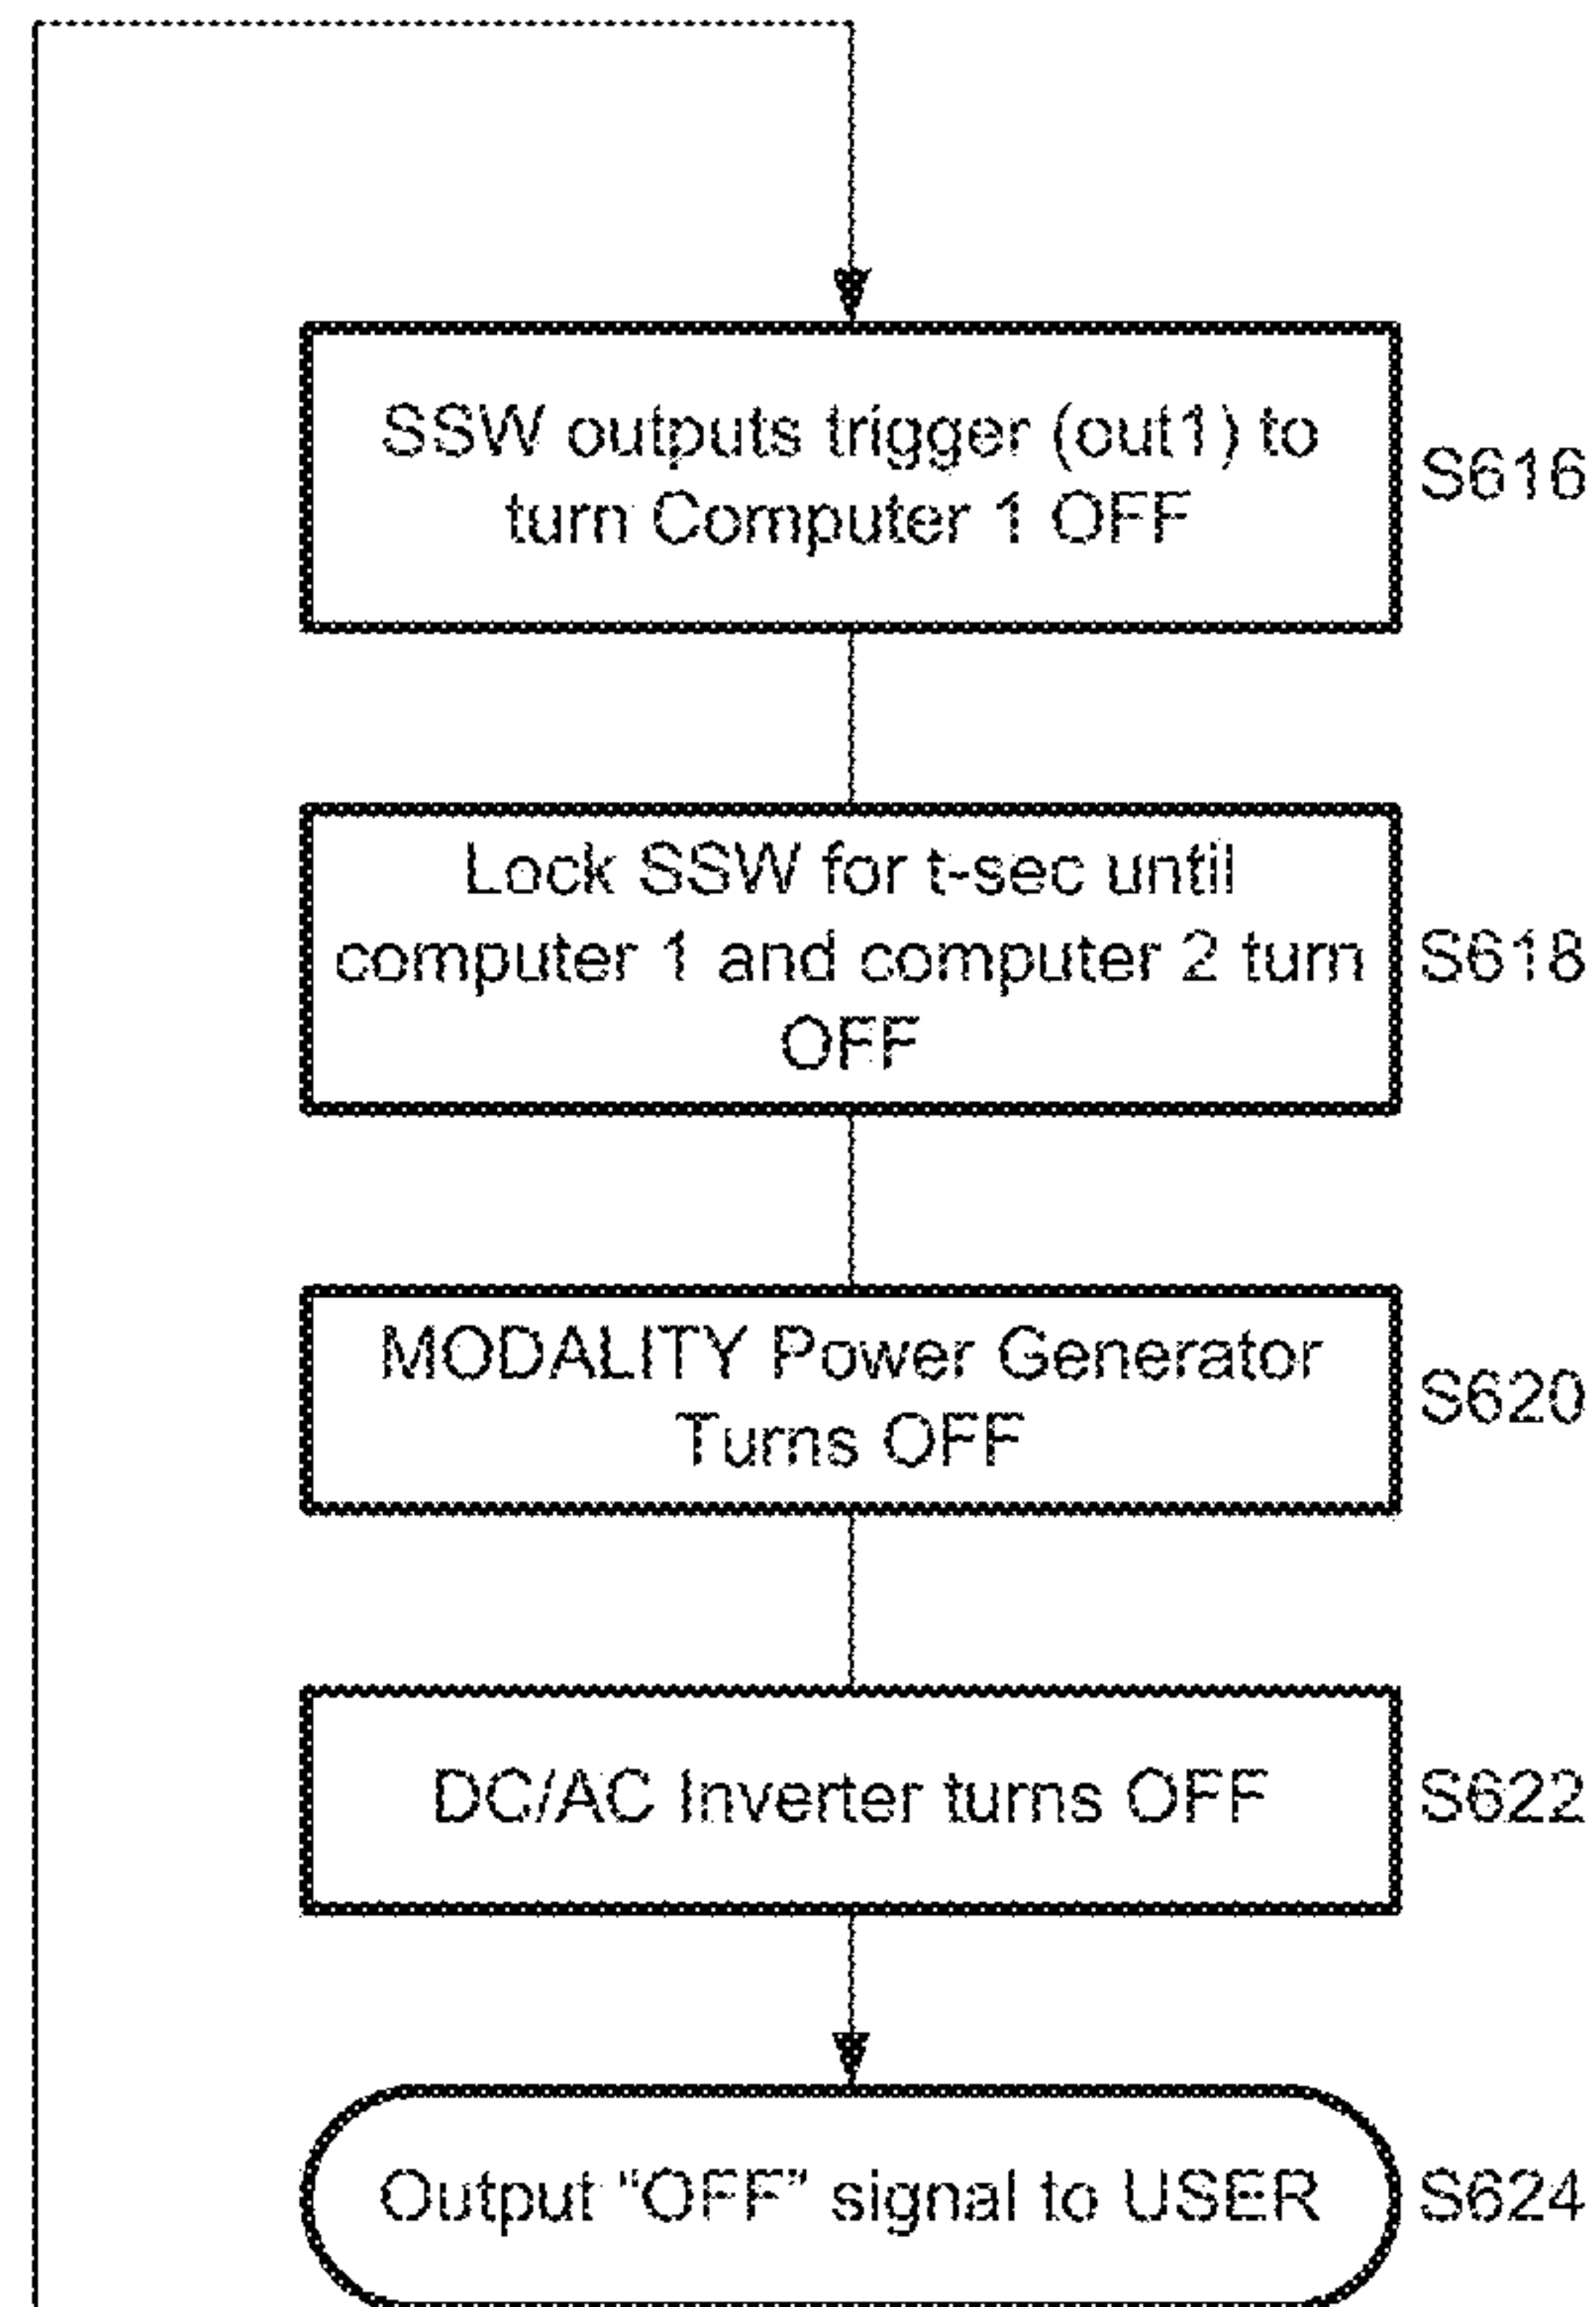 SSW outputs trigger (out1) to
turn Computer 1 OFF
S616
Lock SSW for t-sec until
computer 1 and computer 2 turn
OFF
S618
MODALITY Power Generator
Turns OFF
S620
DC/AC Inverter turns OFF
S622
Output “OFF” signal to USER
S624